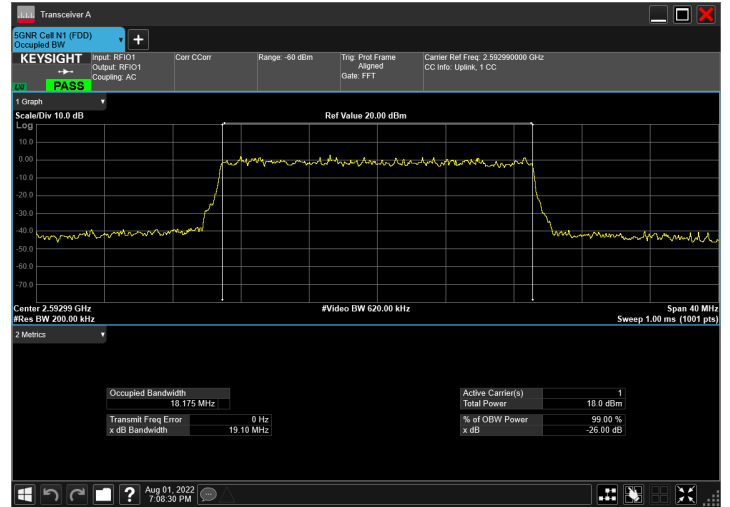 Transceiver A
5GNR Cell N1 (FDD)
Occupied BW
KEYSIGHT
Input: RFIO1
Output: RFIO1
Coupling: AC
Corr CCorr
Range: -60 dBm
Trig: Prot Frame
Aligned
Gate: FFT
Carrier Ref Freq: 2.592990000 GHz
CC Info: Uplink, 1 CC
LXI
PASS
1 Graph
Scale/Div 10.0 dB
Ref Value 20.00 dBm
Log
10.0
0.00
-10.0
-20.0
-30.0
-40.0
-50.0
-60.0
-70.0
Center 2.59299 GHz
#Video BW 620.00 kHz
Span 40 MHz
#Res BW 200.00 kHz
Sweep 1.00 ms (1001 pts)
2 Metrics
Occupied Bandwidth
18.175 MHz
Transmit Freq Error 0 Hz
x dB Bandwidth 19.10 MHz
Active Carrier(s) 1
Total Power 18.0 dBm
% of OBW Power 99.00 %
x dB -26.00 dB
?
Aug 01, 2022
7:08:30 PM